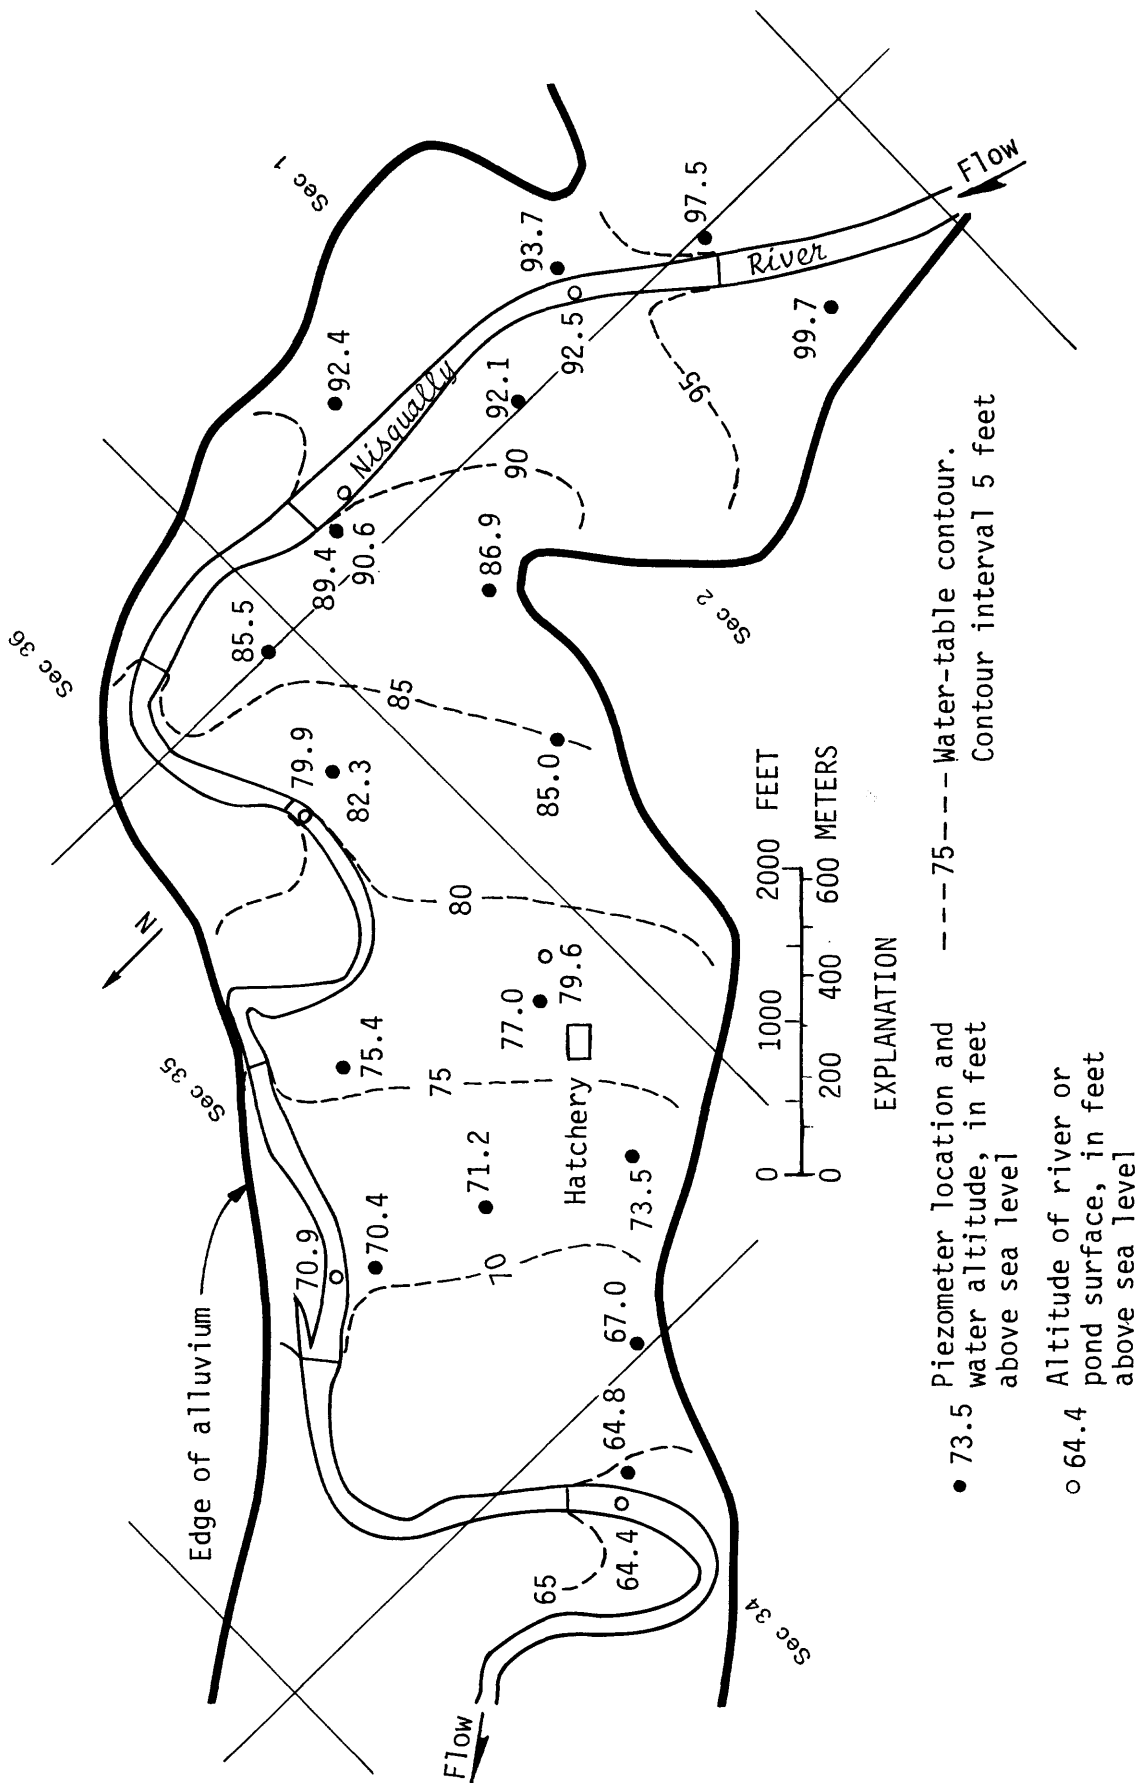 Sec 1
Sec 36
Sec 35
Sec 2
Sec 34
N
Flow
River
Nisqually
97.5
93.7
99.7
92.5
92.4
92.1
95
90
89.4
90.6
86.9
85.5
85
85.0
79.9
82.3
80
77.0
79.6
75.4
75
Hatchery
71.2
73.5
70.9
70.4
70
67.0
64.8
64.4
65
Flow
Edge of alluvium
0 1000 2000 FEET
0 200 400 600 METERS
EXPLANATION
73.5 Piezometer location and
water altitude, in feet
above sea level
64.4 Altitude of river or
pond surface, in feet
above sea level
---75--- Water-table contour.
Contour interval 5 feet